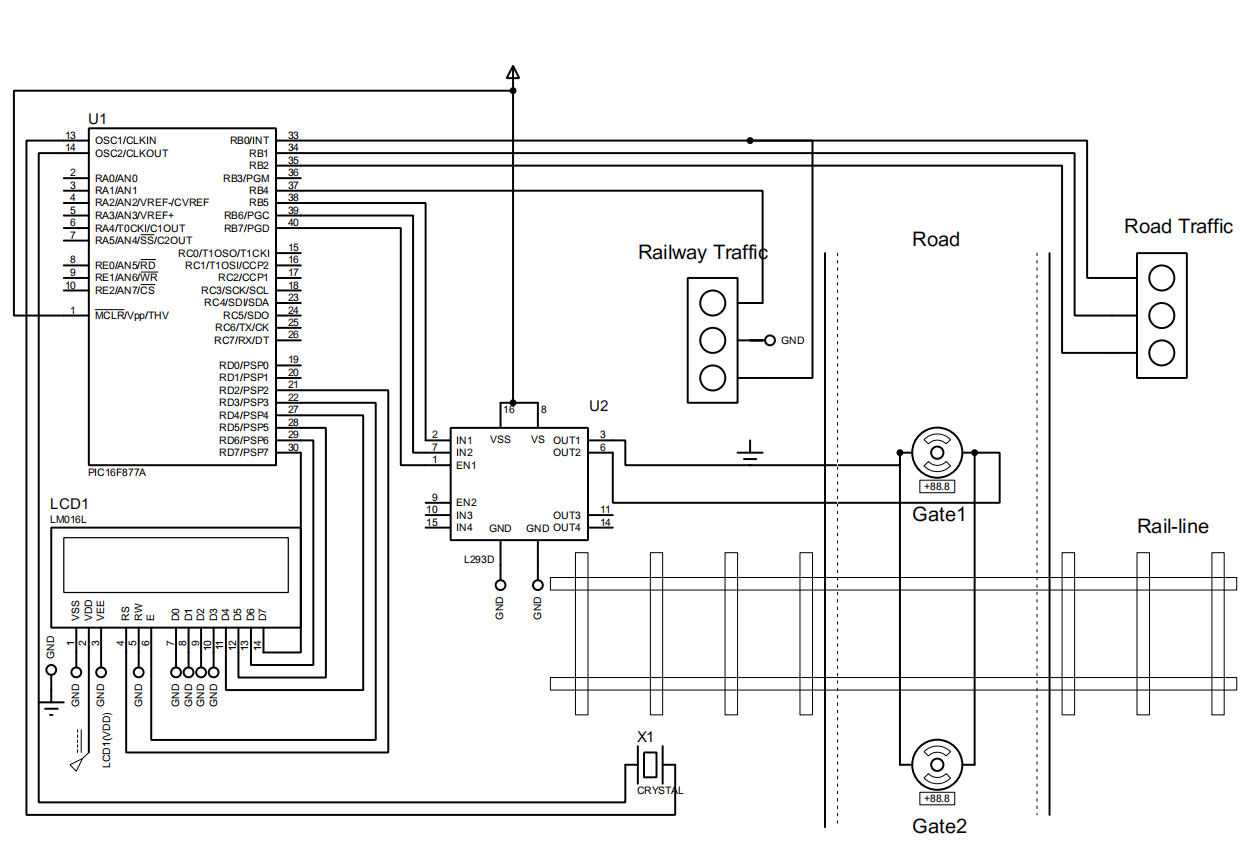 U1
13 OSC1/CLKIN RB0/INT 33
14 OSC2/CLKOUT RB1 34
RB2 35
2 RA0/AN0 RB3/PGM 36
3 RA1/AN1 RB4 37
4 RA2/AN2/VREF-/CVREF RB5 38
5 RA3/AN3/VREF+ RB6/PGC 39
6 RA4/T0CKI/C1OUT RB7/PGD 40
7 RA5/AN4/SS/C2OUT
RC0/T1OSO/T1CKI 15
8 RE0/AN5/RD RC1/T1OSI/CCP2 16
9 RE1/AN6/WR RC2/CCP1 17
10 RE2/AN7/CS RC3/SCK/SCL 18
RC4/SDI/SDA 23
1 MCLR/Vpp/THV RC5/SDO 24
RC6/TX/CK 25
RC7/RX/DT 26
RD0/PSP0 19
RD1/PSP1 20
RD2/PSP2 21
RD3/PSP3 22
RD4/PSP4 27
RD5/PSP5 28
RD6/PSP6 29
RD7/PSP7 30
PIC16F877A
Railway Traffic
GND
Road
Road Traffic
U2
16 8
VSS VS
2 IN1 OUT1 3
7 IN2 OUT2 6
1 EN1
9 EN2
10 IN3 OUT3 11
15 IN4 OUT4 14
GND GND
L293D
GND
GND
+88.8
Gate1
Rail-line
LCD1
LM016L
VSS VDD VEE RS RW E D0 D1 D2 D3 D4 D5 D6 D7
1 2 3 4 5 6 7 8 9 10 11 12 13 14
GND
GND
GND
GND
GND
GND
GND
GND
LCD1(VDD)
X1
CRYSTAL
+88.8
Gate2